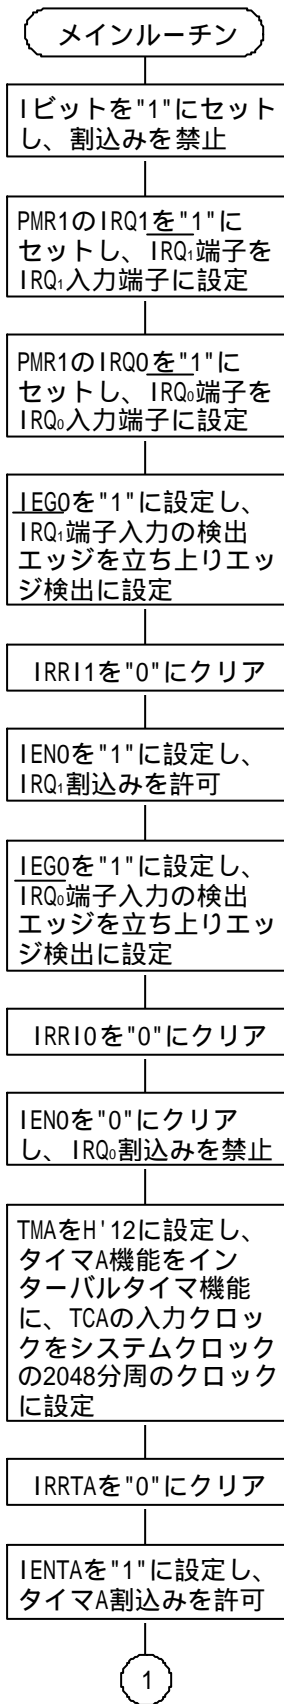 メインルーチン
Iビットを"1"にセット
し、割込みを禁止
PMR1のIRQ1を"1"に
セットし、IRQ₁端子を
IRQ₁入力端子に設定
PMR1のIRQ0を"1"に
セットし、IRQ₀端子を
IRQ₀入力端子に設定
IEG0を"1"に設定し、
IRQ₁端子入力の検出
エッジを立ち上りエッ
ジ検出に設定
IRRI1を"0"にクリア
IEN0を"1"に設定し、
IRQ₁割込みを許可
IEG0を"1"に設定し、
IRQ₀端子入力の検出
エッジを立ち上りエッ
ジ検出に設定
IRRI0を"0"にクリア
IEN0を"0"にクリア
し、IRQ₀割込みを禁止
TMAをH'12に設定し、
タイマA機能をイン
ターバルタイマ機能
に、TCAの入力クロッ
クをシステムクロック
の2048分周のクロック
に設定
IRRTAを"0"にクリア
IENTAを"1"に設定し、
タイマA割込みを許可
1